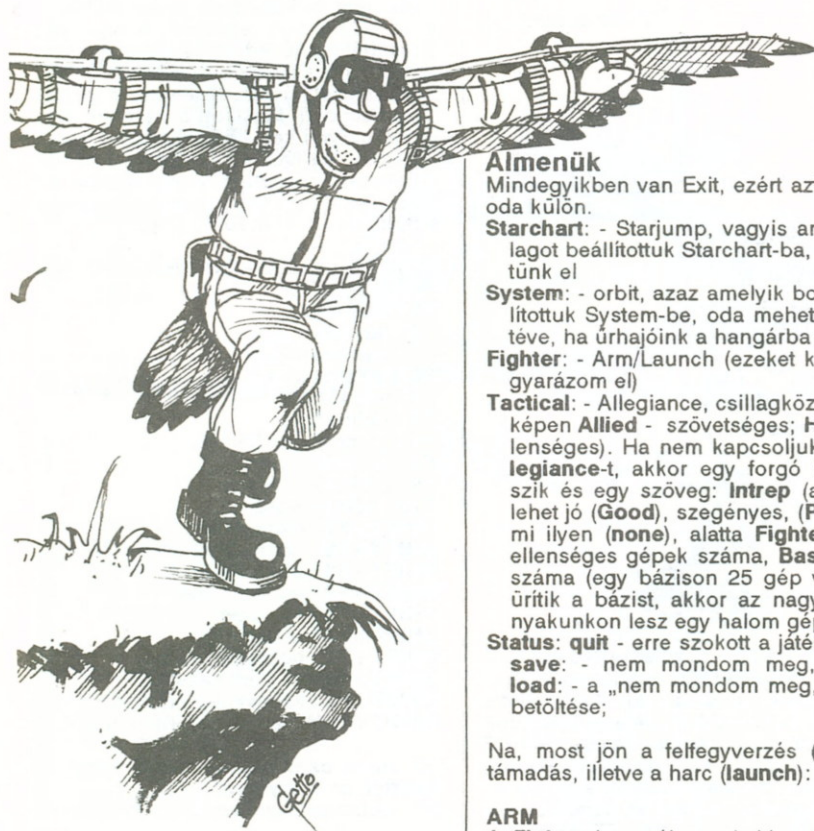 Almenük
Mindegyikben van Exit, ezért az
oda külön.
Starchart: - Starjump, vagyis am
lagot beállítottuk Starchart-ba,
tünk el
System: - orbit, azaz amelyik bo
lítottuk System-be, oda mehet
téve, ha űrhajóink a hangárba
Fighter: - Arm/Launch (ezeket k
gyarázom el)
Tactical: - Allegiance, csillagköz
képen Allied - szövetséges; H
lenséges). Ha nem kapcsoljuk
legiance-t, akkor egy forgó
szik és egy szöveg: Intrep (a
lehet jó (Good), szegényes, (P
mi ilyen (none), alatta Fighte
ellenséges gépek száma, Bas
száma (egy bázison 25 gép v
ürítik a bázist, akkor az nagy
nyakunkon lesz egy halom gép
Status: quit - erre szokott a játé
save: - nem mondom meg,
load: - a „nem mondom meg,
betöltése;
Na, most jön a felfegyverzés (
támadás, illetve a harc (launch):
ARM
Getto